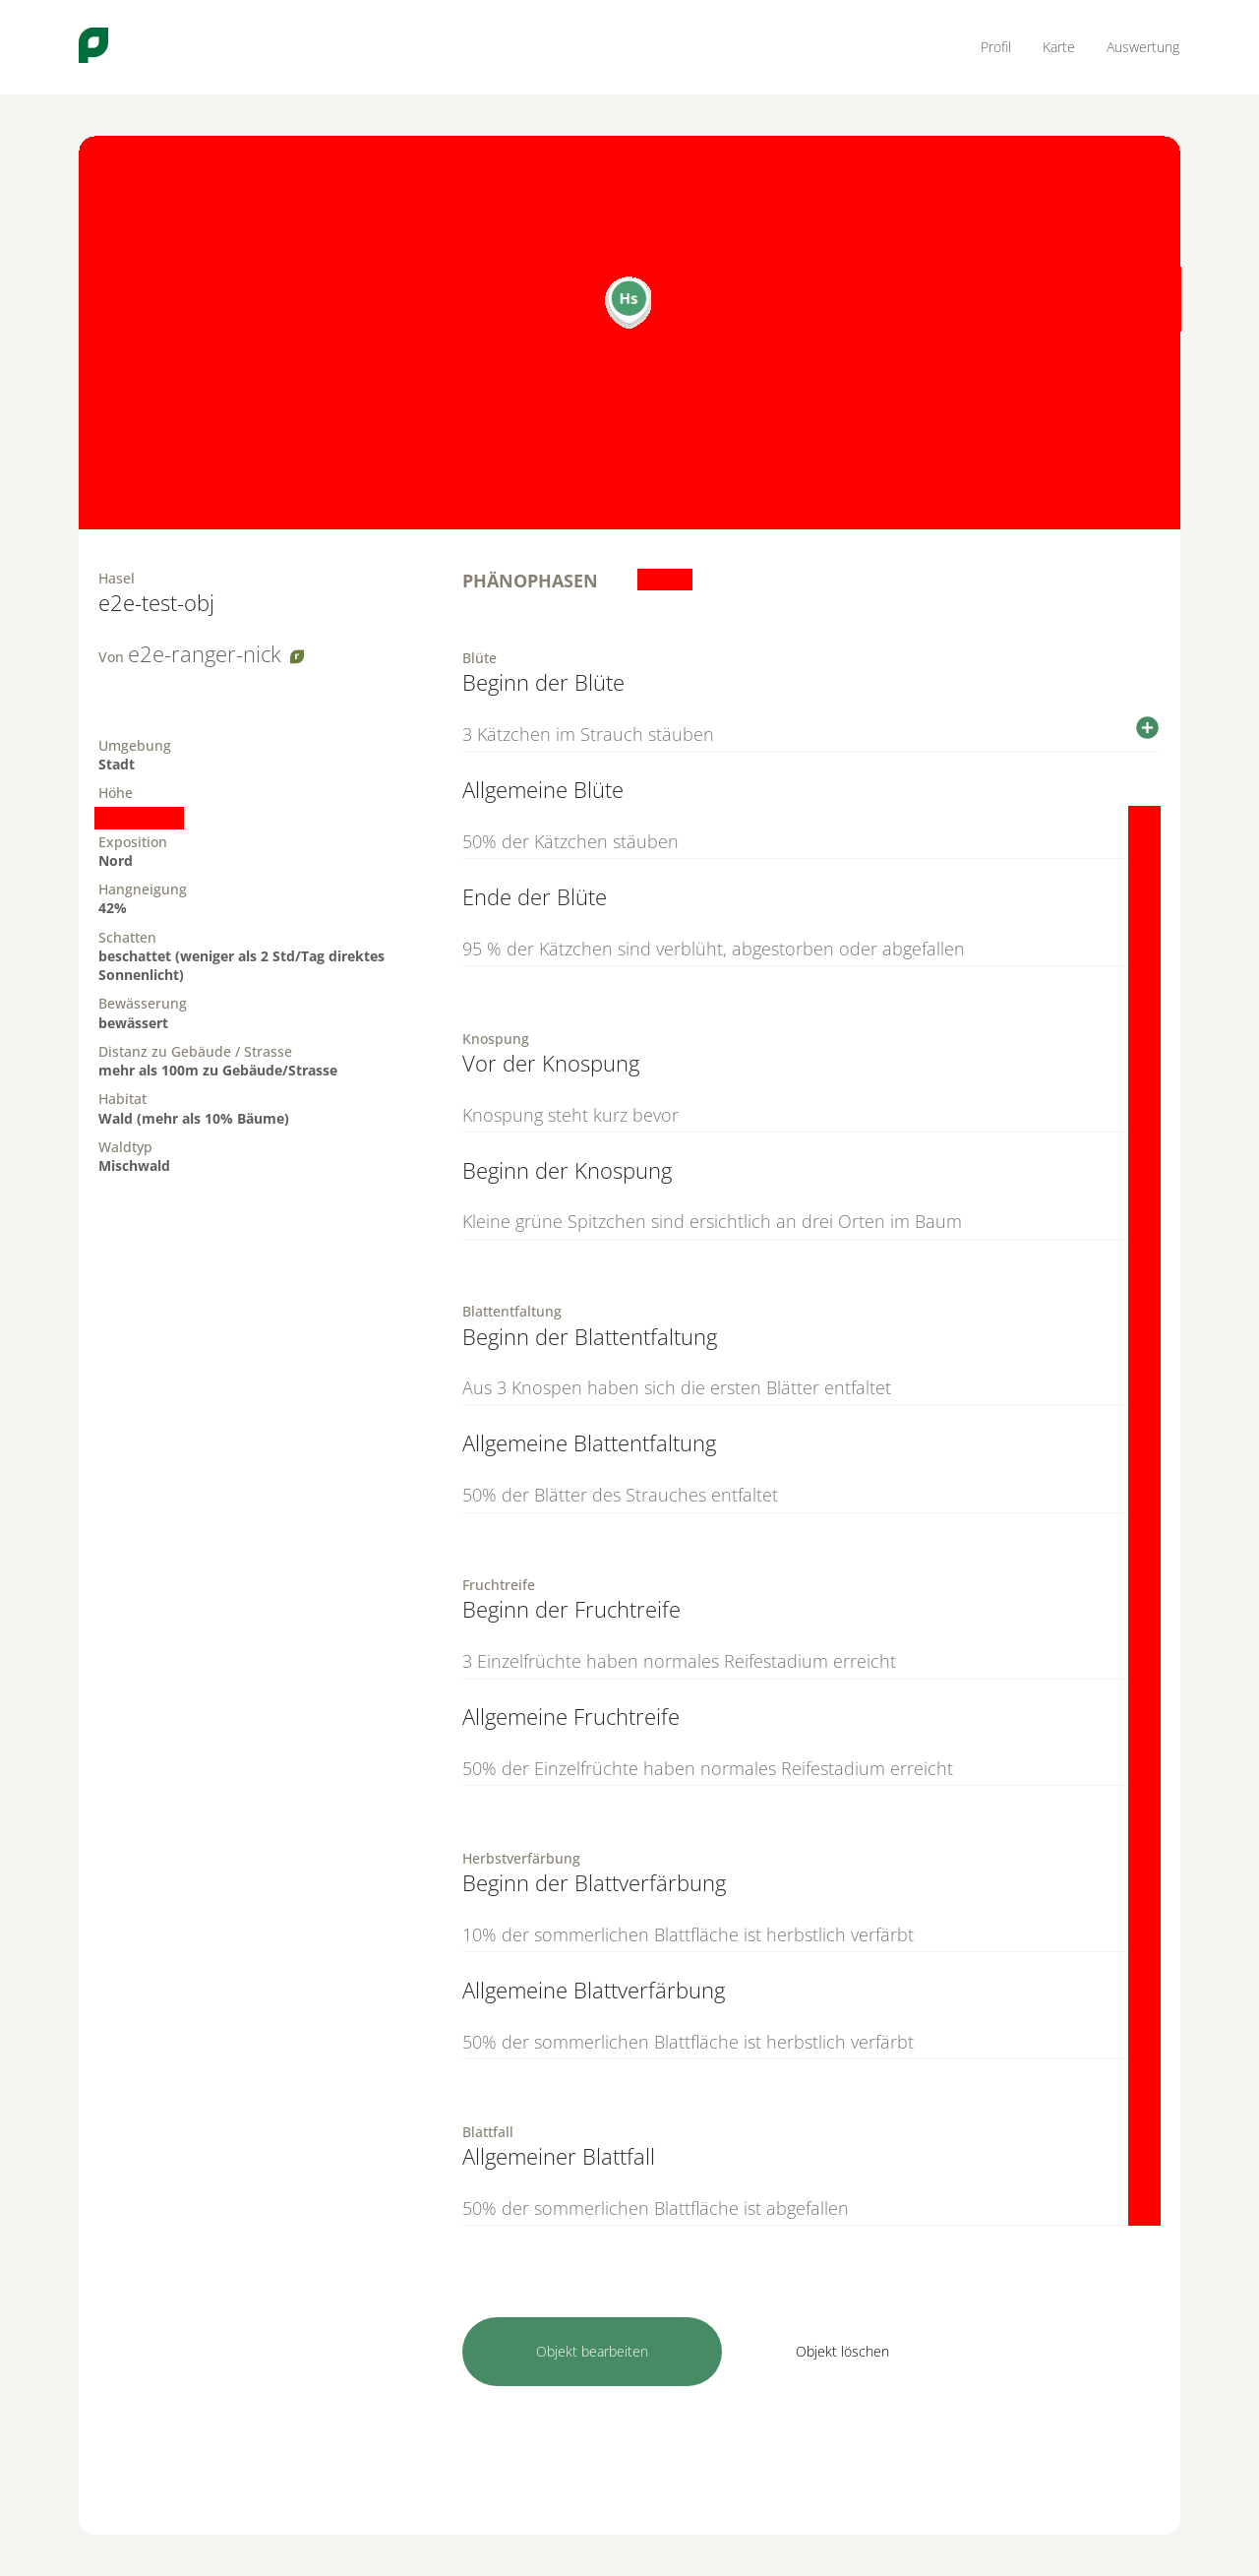 Profil Karte Auswertung
Hs
Hasel
e2e-test-obj
Von e2e-ranger-nick r
Umgebung
Stadt
Höhe
Exposition
Nord
Hangneigung
42%
Schatten
beschattet (weniger als 2 Std/Tag direktes
Sonnenlicht)
Bewässerung
bewässert
Distanz zu Gebäude / Strasse
mehr als 100m zu Gebäude/Strasse
Habitat
Wald (mehr als 10% Bäume)
Waldtyp
Mischwald
PHÄNOPHASEN
Blüte
Beginn der Blüte
3 Kätzchen im Strauch stäuben
Allgemeine Blüte
50% der Kätzchen stäuben
Ende der Blüte
95 % der Kätzchen sind verblüht, abgestorben oder abgefallen
Knospung
Vor der Knospung
Knospung steht kurz bevor
Beginn der Knospung
Kleine grüne Spitzchen sind ersichtlich an drei Orten im Baum
Blattentfaltung
Beginn der Blattentfaltung
Aus 3 Knospen haben sich die ersten Blätter entfaltet
Allgemeine Blattentfaltung
50% der Blätter des Strauches entfaltet
Fruchtreife
Beginn der Fruchtreife
3 Einzelfrüchte haben normales Reifestadium erreicht
Allgemeine Fruchtreife
50% der Einzelfrüchte haben normales Reifestadium erreicht
Herbstverfärbung
Beginn der Blattverfärbung
10% der sommerlichen Blattfläche ist herbstlich verfärbt
Allgemeine Blattverfärbung
50% der sommerlichen Blattfläche ist herbstlich verfärbt
Blattfall
Allgemeiner Blattfall
50% der sommerlichen Blattfläche ist abgefallen
Objekt bearbeiten Objekt löschen